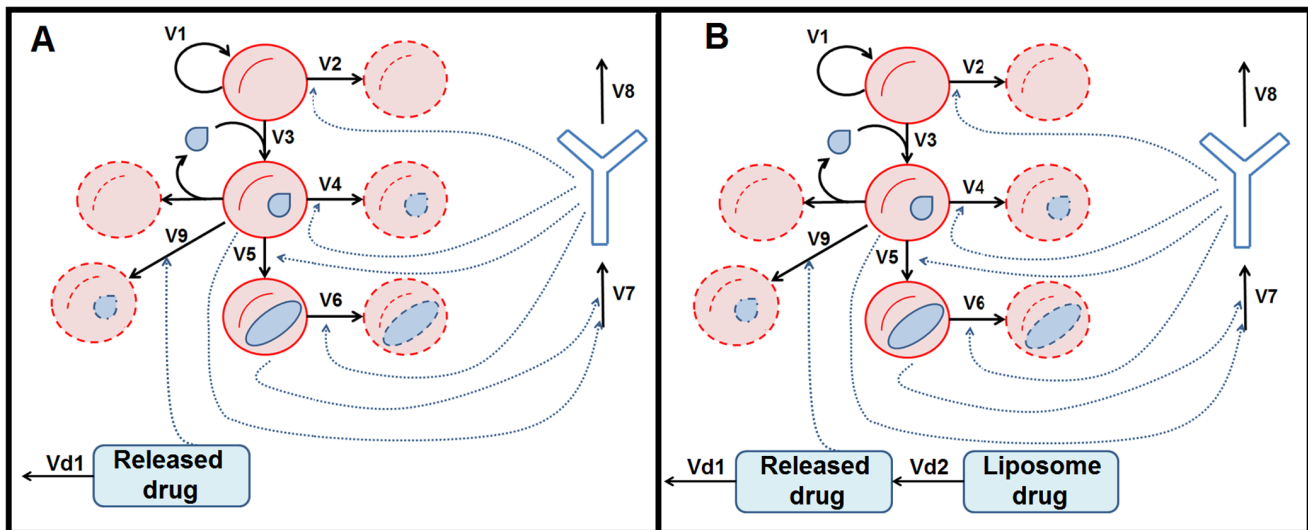 A
V1
V2
V8
V3
V4
V9
V5
V6
V7
Vd1
Released
drug
B
V1
V2
V8
V3
V4
V9
V5
V6
V7
Vd1
Released
drug
Vd2
Liposome
drug